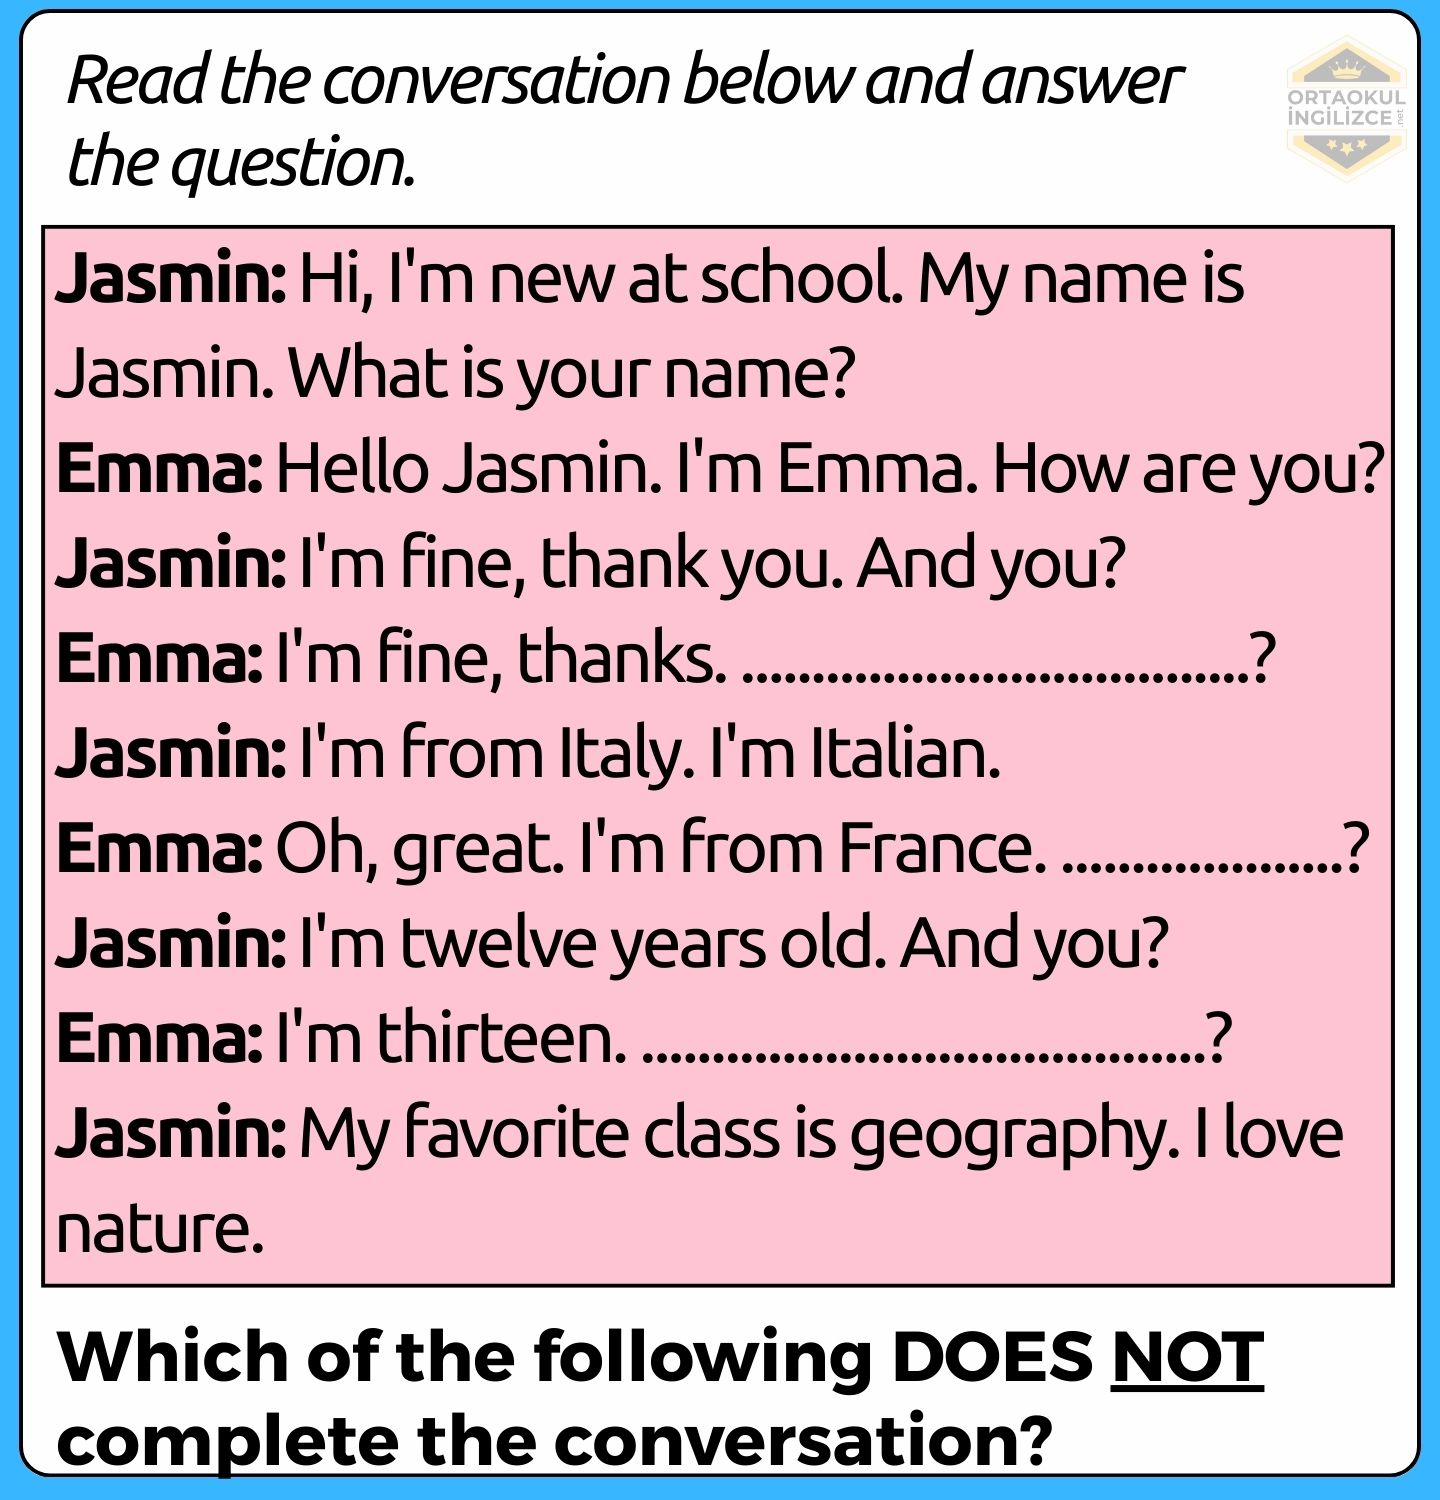 Read the conversation below and answer
the question.
ORTAOKUL
İNGİLİZCE .net
Jasmin: Hi, I'm new at school. My name is
Jasmin. What is your name?
Emma: Hello Jasmin. I'm Emma. How are you?
Jasmin: I'm fine, thank you. And you?
Emma: I'm fine, thanks. ....................................?
Jasmin: I'm from Italy. I'm Italian.
Emma: Oh, great. I'm from France. ....................?
Jasmin: I'm twelve years old. And you?
Emma: I'm thirteen. ........................................?
Jasmin: My favorite class is geography. I love
nature.
Which of the following DOES NOT
complete the conversation?